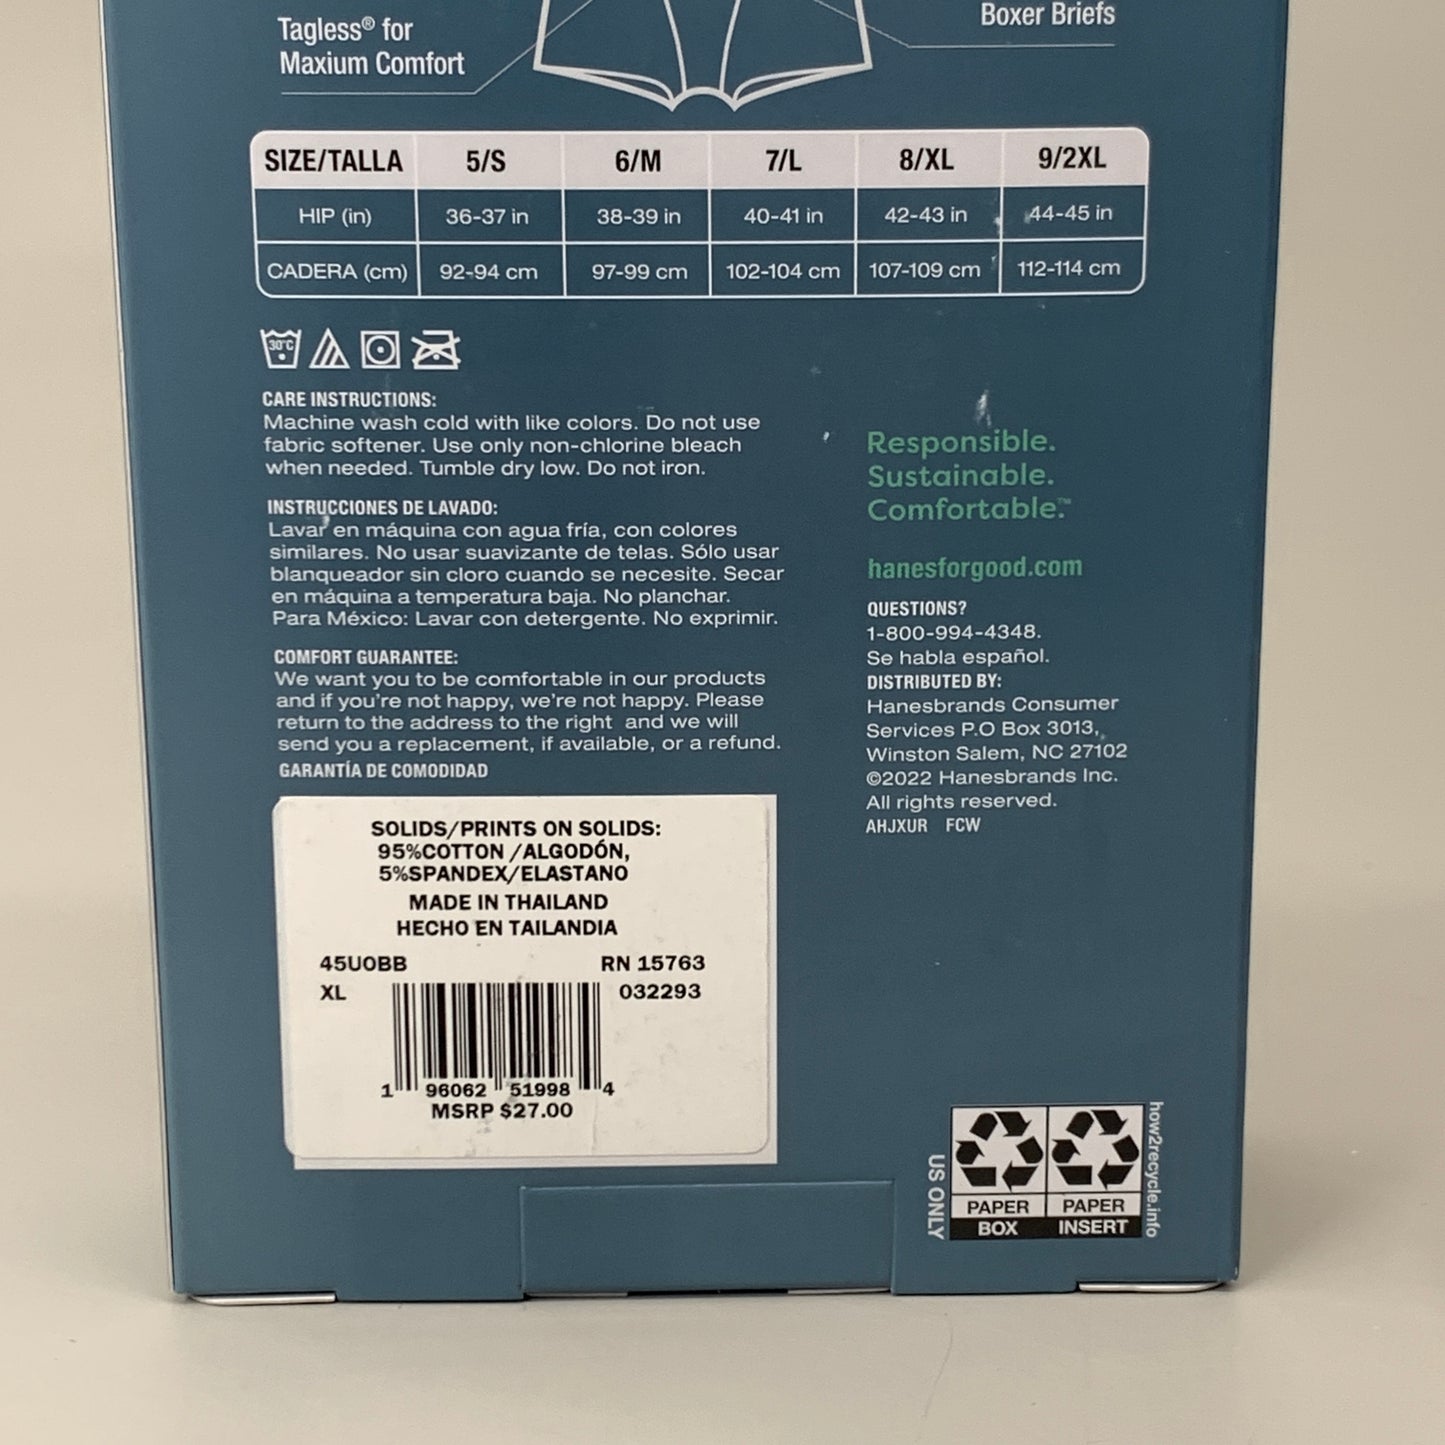 Tagless® for
Maxium Comfort
Boxer Briefs
SIZE/TALLA 5/S 6/M 7/L 8/XL 9/2XL
HIP (in) 36-37 in 38-39 in 40-41 in 42-43 in 44-45 in
CADERA (cm) 92-94 cm 97-99 cm 102-104 cm 107-109 cm 112-114 cm
30°C
CARE INSTRUCTIONS:
Machine wash cold with like colors. Do not use
fabric softener. Use only non-chlorine bleach
when needed. Tumble dry low. Do not iron.
INSTRUCCIONES DE LAVADO:
Lavar en máquina con agua fría, con colores
similares. No usar suavizante de telas. Sólo usar
blanqueador sin cloro cuando se necesite. Secar
en máquina a temperatura baja. No planchar.
Para México: Lavar con detergente. No exprimir.
COMFORT GUARANTEE:
We want you to be comfortable in our products
and if you're not happy, we're not happy. Please
return to the address to the right and we will
send you a replacement, if available, or a refund.
GARANTÍA DE COMODIDAD
Responsible.
Sustainable.
Comfortable.™
hanesforgood.com
QUESTIONS?
1-800-994-4348.
Se habla español.
DISTRIBUTED BY:
Hanesbrands Consumer
Services P.O Box 3013,
Winston Salem, NC 27102
©2022 Hanesbrands Inc.
All rights reserved.
AHJXUR FCW
SOLIDS/PRINTS ON SOLIDS:
95%COTTON /ALGODÓN,
5%SPANDEX/ELASTANO
MADE IN THAILAND
HECHO EN TAILANDIA
45U0BB RN 15763
XL 032293
1 96062 51998 4
MSRP $27.00
US ONLY
PAPER PAPER
BOX INSERT
how2recycle.info